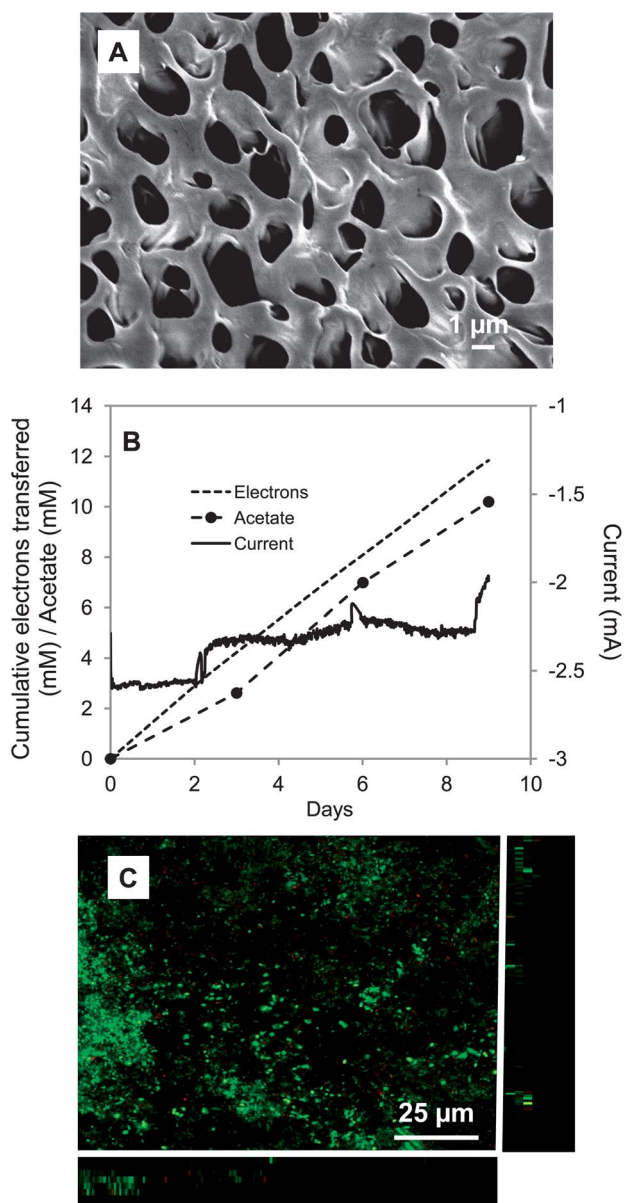 A
1 µm
B
Cumulative electrons transferred
(mM) / Acetate (mM)
14
12
10
8
6
4
2
0
Electrons
Acetate
Current
-1
-1.5
-2
-2.5
-3
Current (mA)
0 2 4 6 8 10
Days
C
25 µm